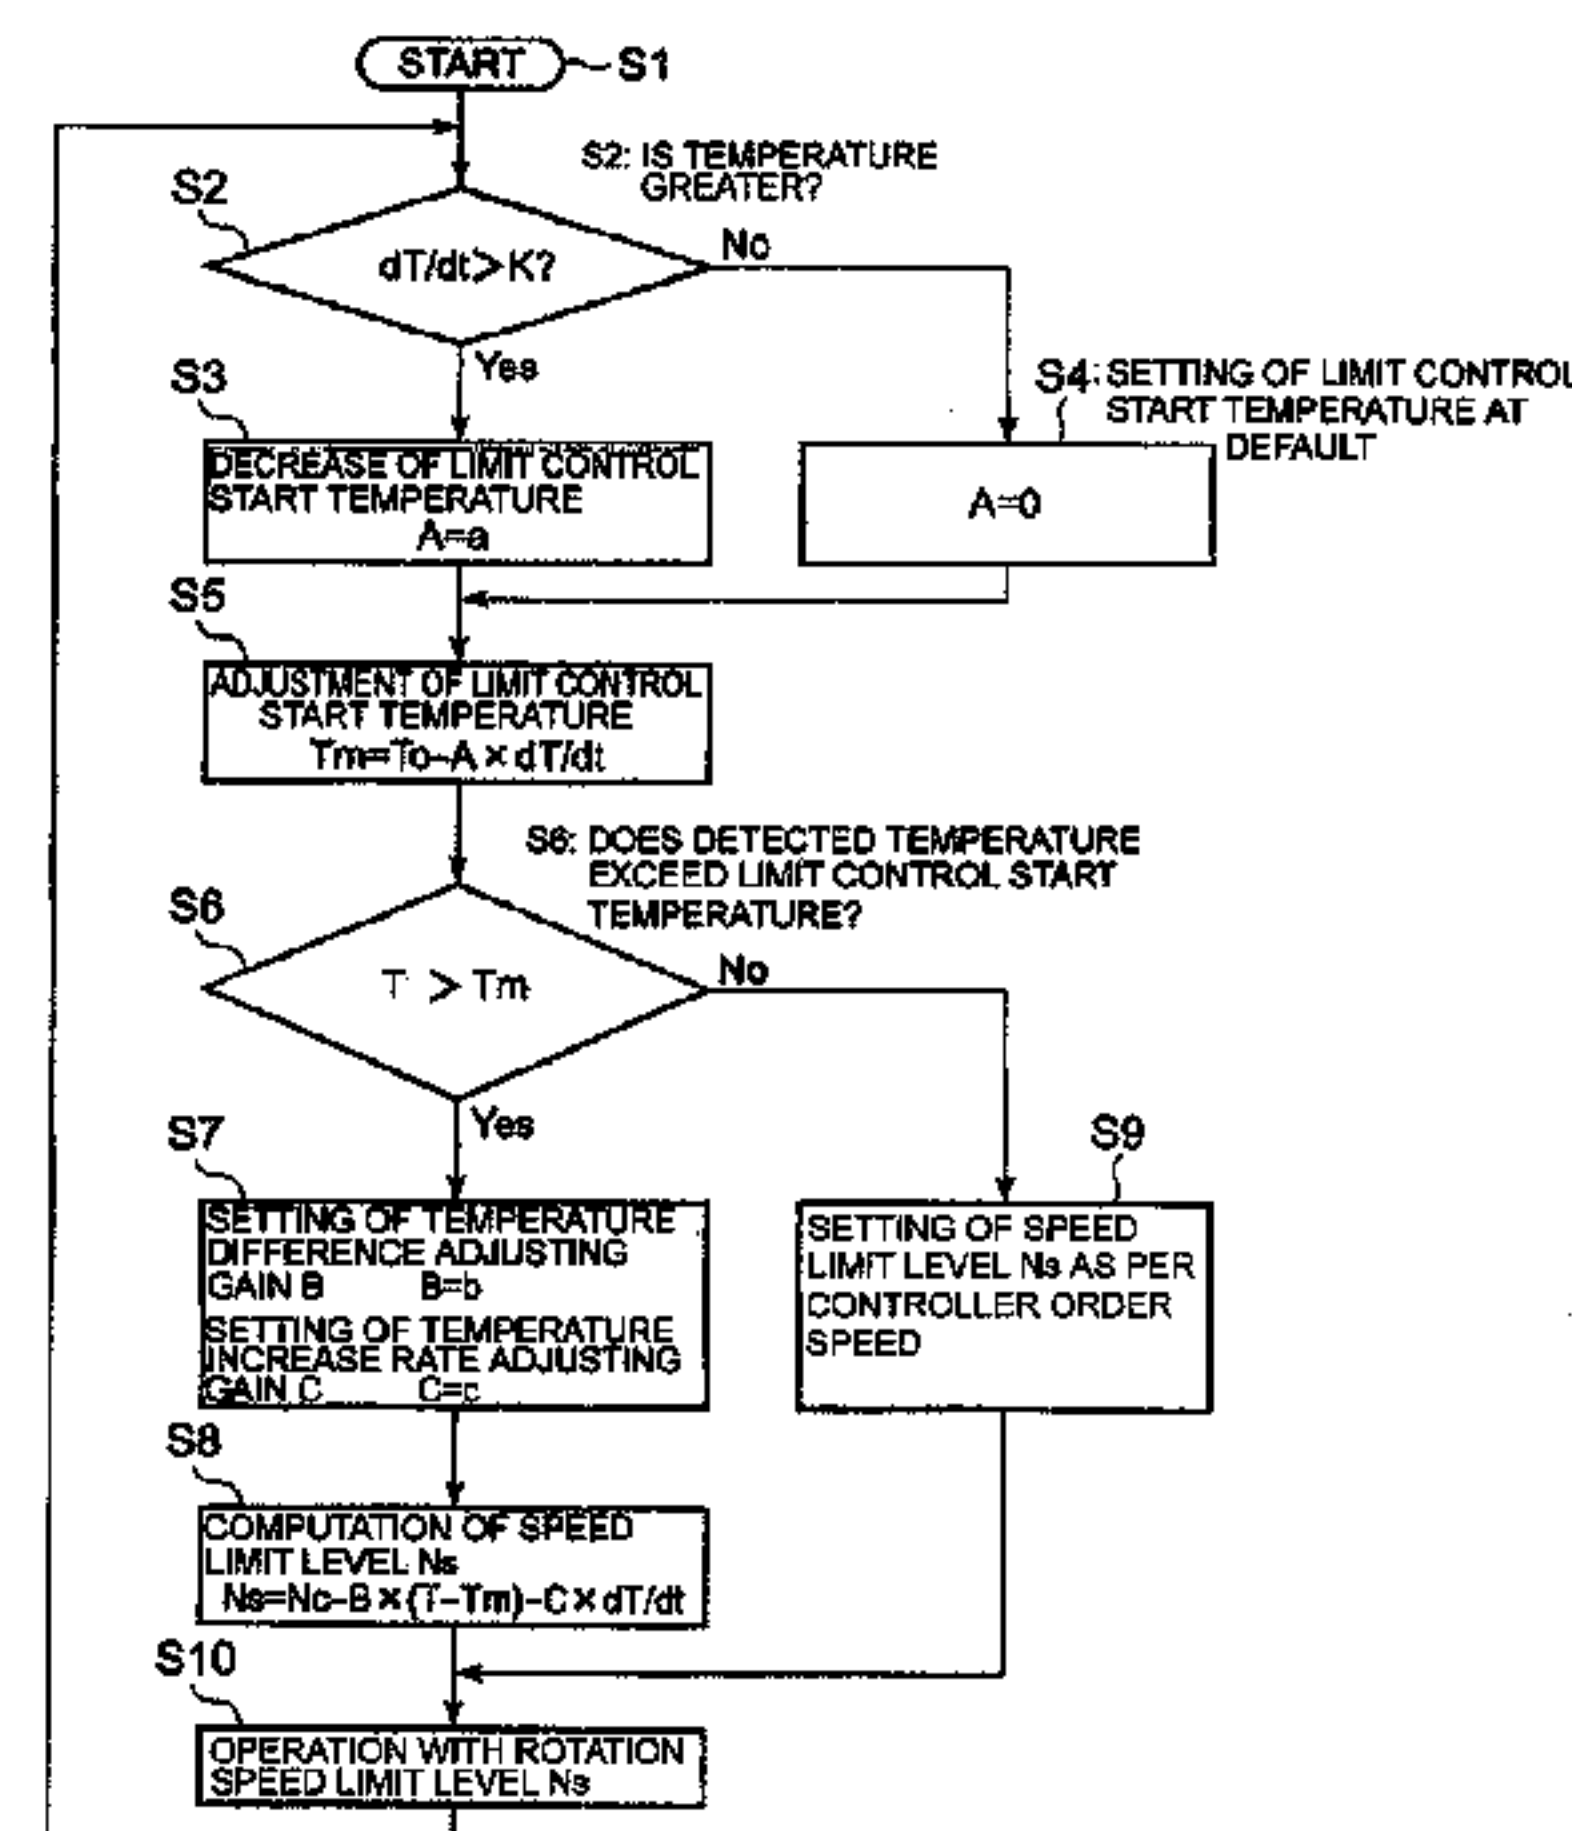 START S1
S2: IS TEMPERATURE
GREATER?
S2
dT/dt>K?
No
Yes
S3
DECREASE OF LIMIT CONTROL
START TEMPERATURE
A=a
S4: SETTING OF LIMIT CONTROL
START TEMPERATURE AT
DEFAULT
A=0
S5
ADJUSTMENT OF LIMIT CONTROL
START TEMPERATURE
Tm=To-A×dT/dt
S6: DOES DETECTED TEMPERATURE
EXCEED LIMIT CONTROL START
TEMPERATURE?
S6
T > Tm
No
Yes
S7
SETTING OF TEMPERATURE
DIFFERENCE ADJUSTING
GAIN B B=b
SETTING OF TEMPERATURE
INCREASE RATE ADJUSTING
GAIN C C=c
S9
SETTING OF SPEED
LIMIT LEVEL Ns AS PER
CONTROLLER ORDER
SPEED
S8
COMPUTATION OF SPEED
LIMIT LEVEL Ns
Ns=Nc-B×(T-Tm)-C×dT/dt
S10
OPERATION WITH ROTATION
SPEED LIMIT LEVEL Ns